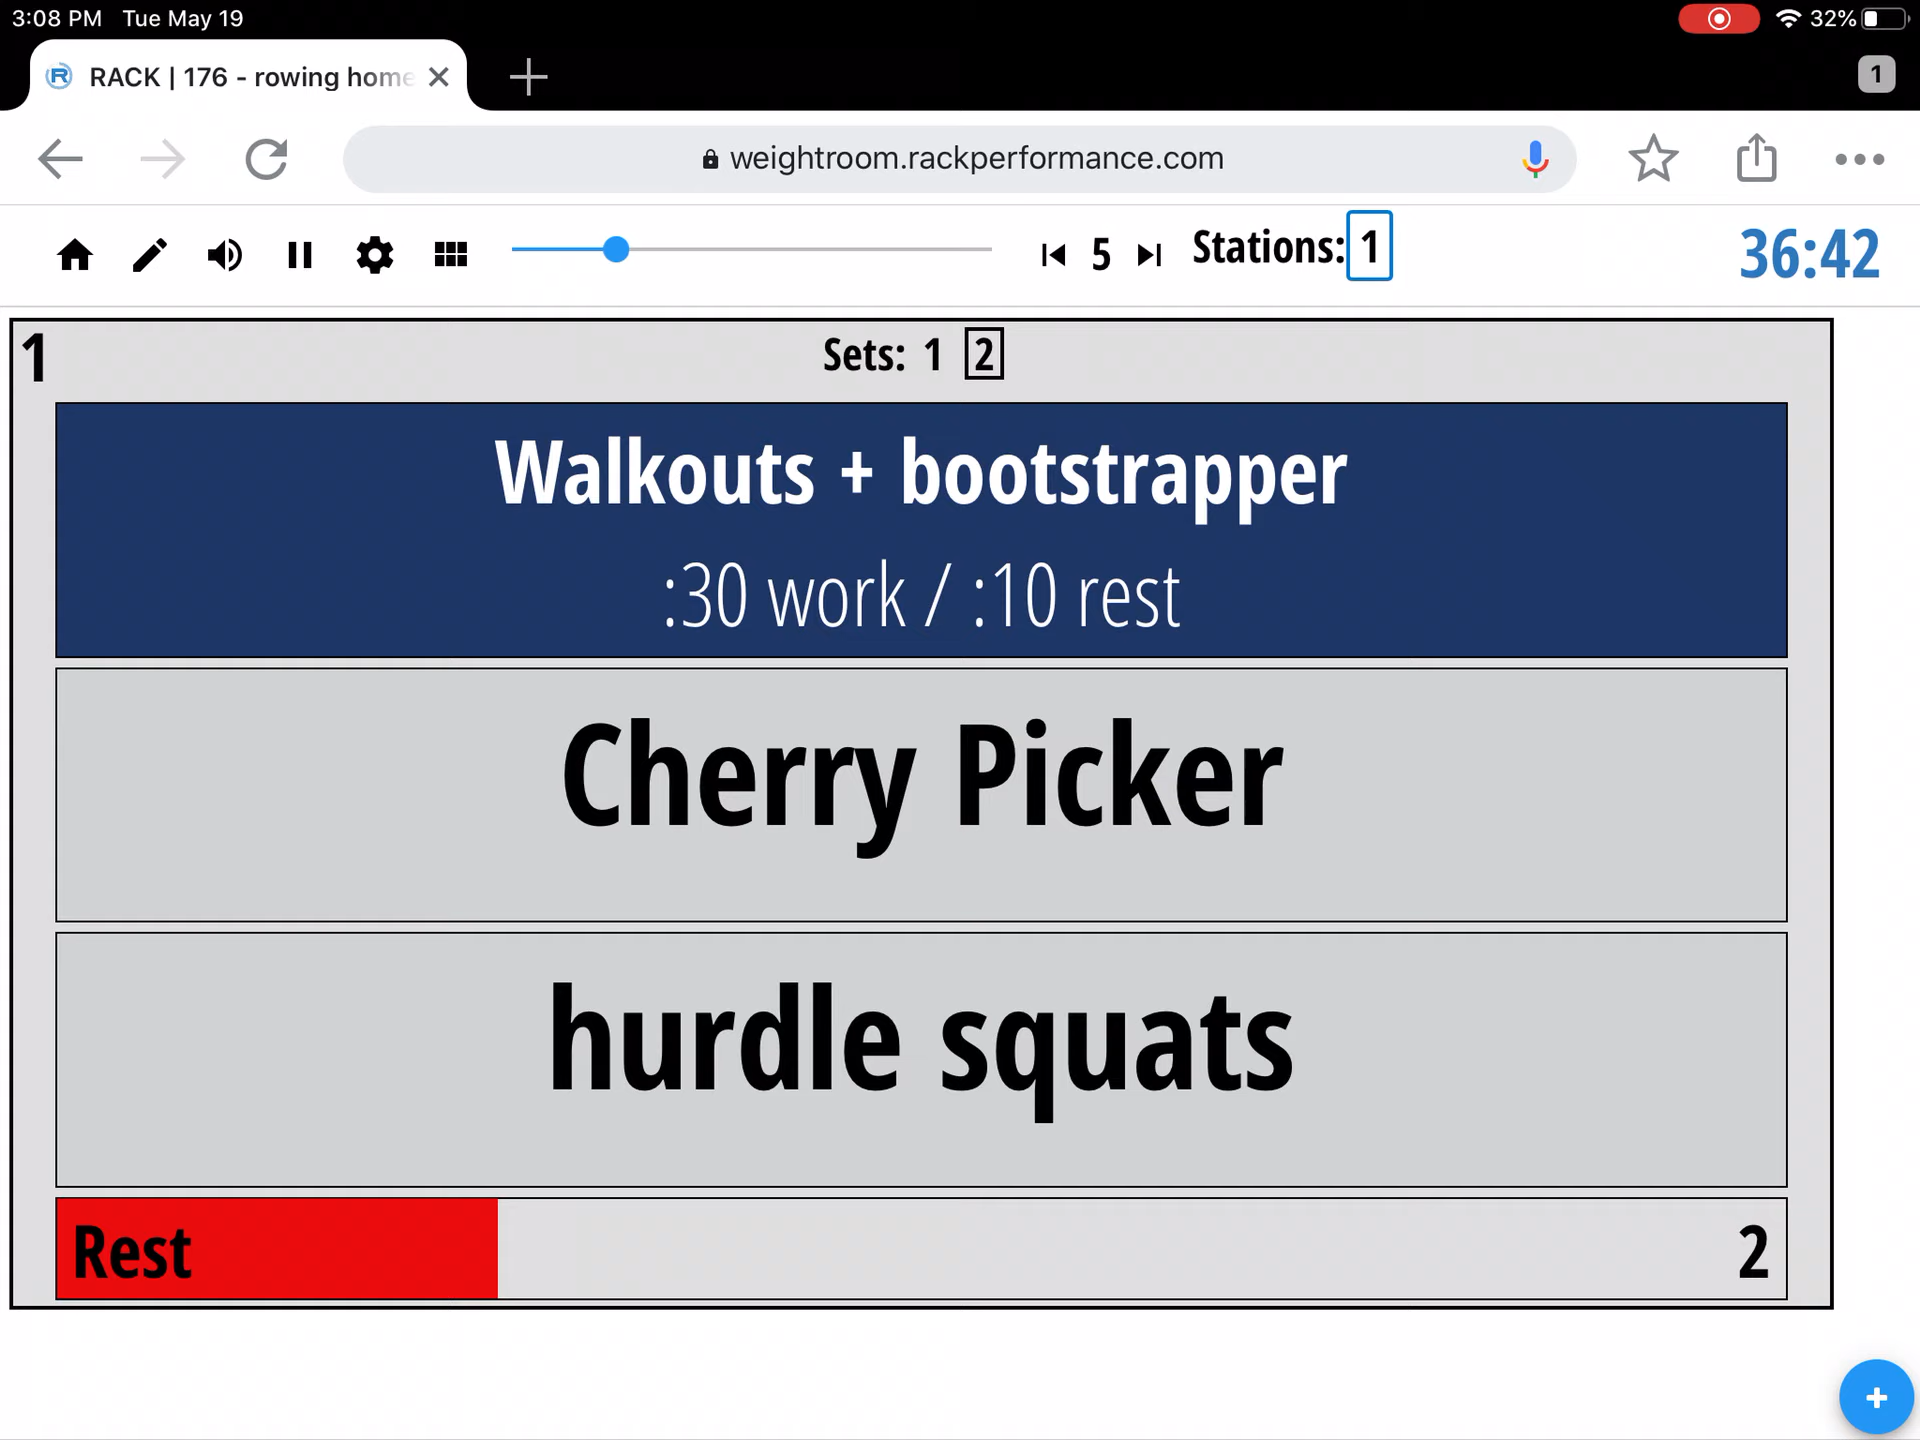 3:08 PM Tue May 19
32%
RACK | 176 - rowing home
1
weightroom.rackperformance.com
5
Stations: 1
36:42
1
Sets: 1 2
Walkouts + bootstrapper
:30 work / :10 rest
Cherry Picker
hurdle squats
Rest
2